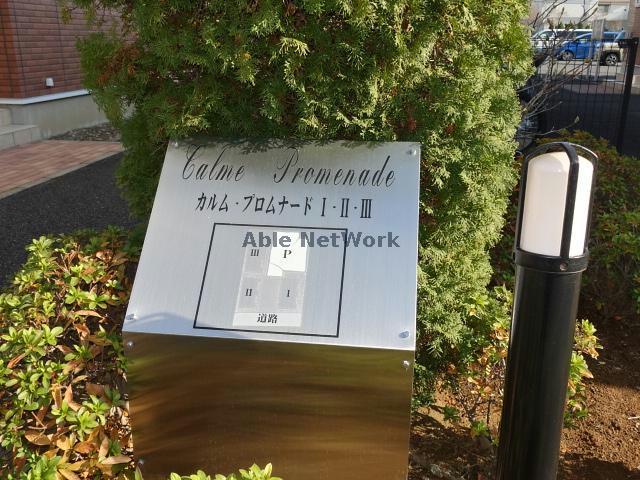 Calme Promenade
カルム・プロムナード Ⅰ・Ⅱ・Ⅲ
Able NetWork
Ⅲ P
Ⅱ Ⅰ
道路